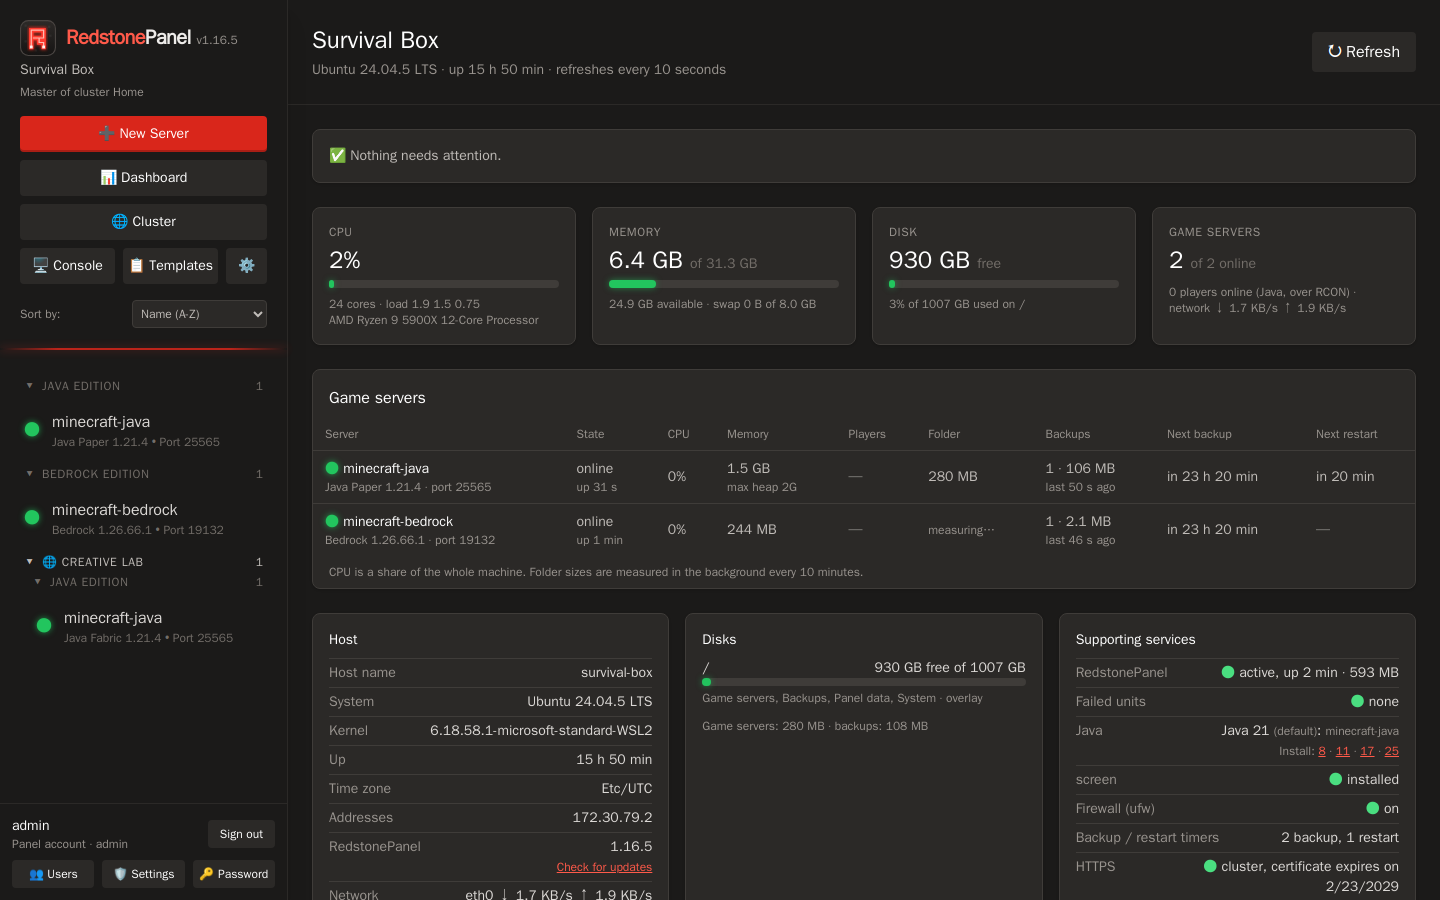 RedstonePanel v1.16.5
Survival Box
Master of cluster Home
➕ New Server
📊 Dashboard
🌐 Cluster
🖥️ Console
📋 Templates
⚙️
Sort by:
Name (A-Z)
▼ JAVA EDITION 1
minecraft-java
Java Paper 1.21.4 • Port 25565
▼ BEDROCK EDITION 1
minecraft-bedrock
Bedrock 1.26.66.1 • Port 19132
▼ 🌐 CREATIVE LAB 1
▼ JAVA EDITION 1
minecraft-java
Java Fabric 1.21.4 • Port 25565
admin
Panel account · admin
Sign out
👥 Users
🛡️ Settings
🔑 Password
Survival Box
Ubuntu 24.04.5 LTS · up 15 h 50 min · refreshes every 10 seconds
↻ Refresh
✅ Nothing needs attention.
CPU
2%
24 cores · load 1.9 1.5 0.75
AMD Ryzen 9 5900X 12-Core Processor
MEMORY
6.4 GB of 31.3 GB
24.9 GB available · swap 0 B of 8.0 GB
DISK
930 GB free
3% of 1007 GB used on /
GAME SERVERS
2 of 2 online
0 players online (Java, over RCON) ·
network ↓ 1.7 KB/s ↑ 1.9 KB/s
Game servers
Server State CPU Memory Players Folder Backups Next backup Next restart
minecraft-java online 0% 1.5 GB — 280 MB 1 · 106 MB in 23 h 20 min in 20 min
Java Paper 1.21.4 · port 25565 up 31 s max heap 2G last 50 s ago
minecraft-bedrock online 0% 244 MB — measuring… 1 · 2.1 MB in 23 h 20 min —
Bedrock 1.26.66.1 · port 19132 up 1 min last 46 s ago
CPU is a share of the whole machine. Folder sizes are measured in the background every 10 minutes.
Host
Host name survival-box
System Ubuntu 24.04.5 LTS
Kernel 6.18.58.1-microsoft-standard-WSL2
Up 15 h 50 min
Time zone Etc/UTC
Addresses 172.30.79.2
RedstonePanel 1.16.5
Check for updates
Network eth0 ↓ 1.7 KB/s ↑ 1.9 KB/s
Disks
/ 930 GB free of 1007 GB
Game servers, Backups, Panel data, System · overlay
Game servers: 280 MB · backups: 108 MB
Supporting services
RedstonePanel active, up 2 min · 593 MB
Failed units none
Java Java 21 (default): minecraft-java
Install: 8 · 11 · 17 · 25
screen installed
Firewall (ufw) on
Backup / restart timers 2 backup, 1 restart
HTTPS cluster, certificate expires on
2/23/2029